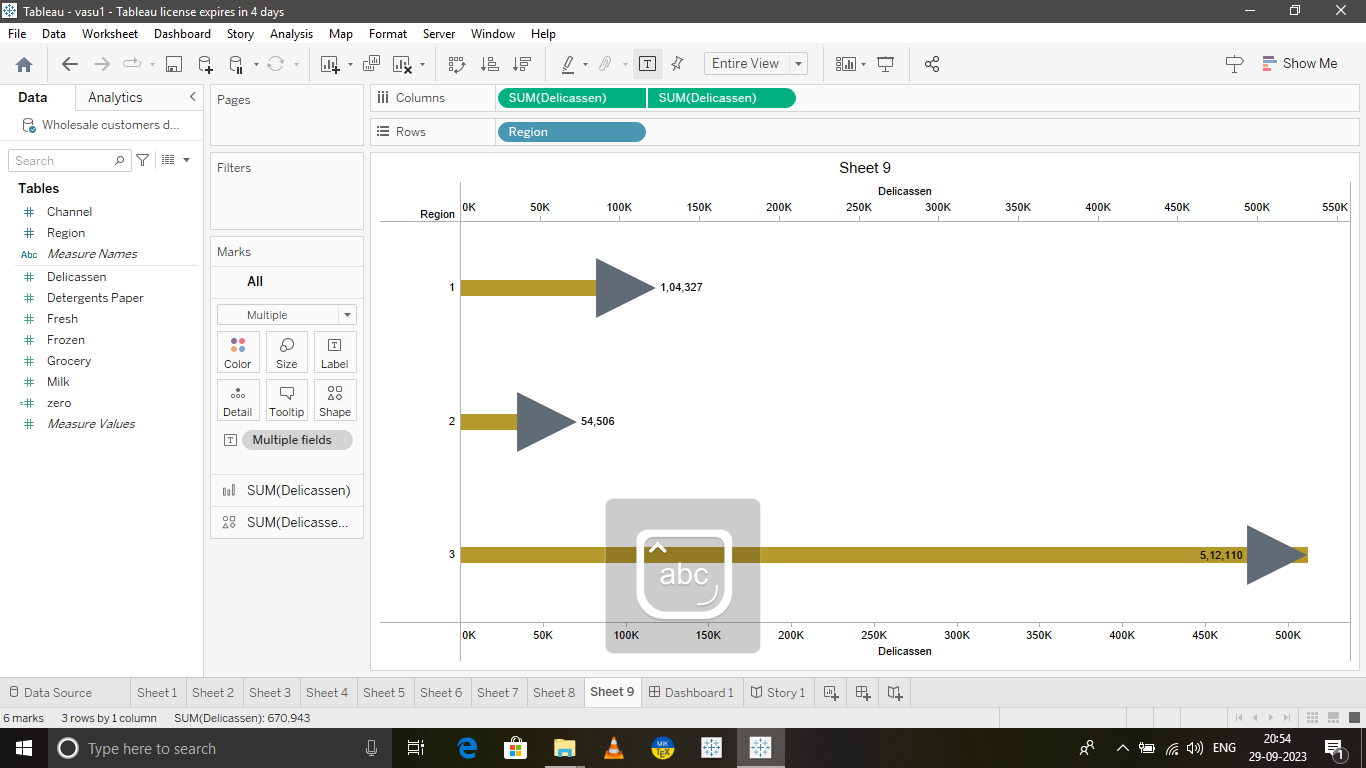 Tableau - vasu1 - Tableau license expires in 4 days
File Data Worksheet Dashboard Story Analysis Map Format Server Window Help
Entire View
Show Me
Data Analytics
Wholesale customers d...
Search
Tables
Channel
Region
Abc Measure Names
Delicassen
Detergents Paper
Fresh
Frozen
Grocery
Milk
zero
Measure Values
Pages
Filters
Marks
All
Multiple
Color Size Label
Detail Tooltip Shape
Multiple fields
SUM(Delicassen)
SUM(Delicasse...
Columns SUM(Delicassen) SUM(Delicassen)
Rows Region
Sheet 9
Delicassen
Region 0K 50K 100K 150K 200K 250K 300K 350K 400K 450K 500K 550K
1 1,04,327
2 54,506
3 5,12,110
abc
0K 50K 100K 150K 200K 250K 300K 350K 400K 450K 500K
Delicassen
Data Source Sheet 1 Sheet 2 Sheet 3 Sheet 4 Sheet 5 Sheet 6 Sheet 7 Sheet 8 Sheet 9 Dashboard 1 Story 1
6 marks 3 rows by 1 column SUM(Delicassen): 670,943
Type here to search
MiK
TEX
ENG
20:54
29-09-2023
1